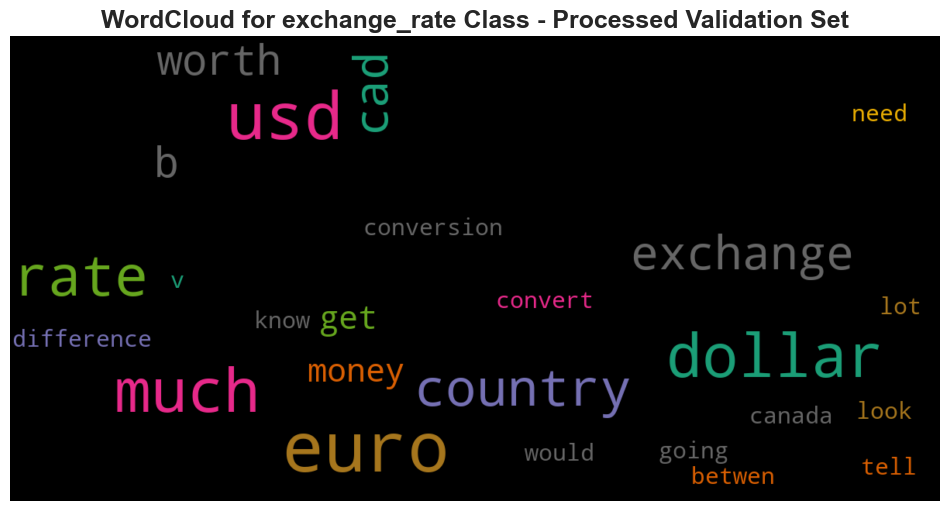 WordCloud for exchange_rate Class - Processed Validation Set
worth
cad
usd
need
b
conversion
exchange
rate
v
convert
lot
know
get
difference
dollar
money
country
much
canada
look
euro
would
going
betwen
tell